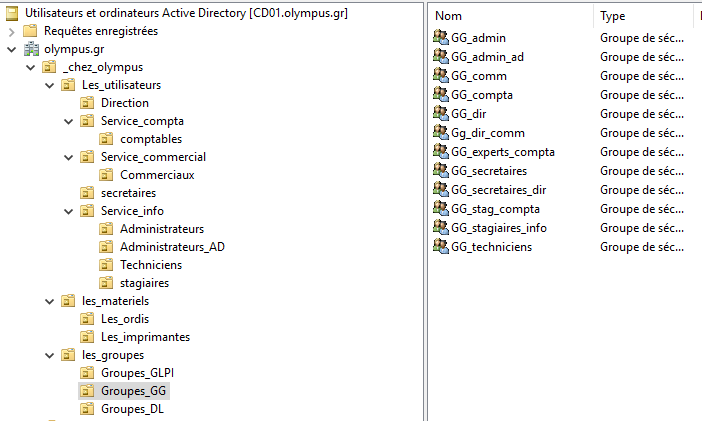 Utilisateurs et ordinateurs Active Directory [CD01.olympus.gr]
Requêtes enregistrées
olympus.gr
_chez_olympus
Les_utilisateurs
Direction
Service_compta
comptables
Service_commercial
Commerciaux
secretaires
Service_info
Administrateurs
Administrateurs_AD
Techniciens
stagiaires
les_materiels
Les_ordis
Les_imprimantes
les_groupes
Groupes_GLPI
Groupes_GG
Groupes_DL
Nom Type
GG_admin Groupe de séc...
GG_admin_ad Groupe de séc...
GG_comm Groupe de séc...
GG_compta Groupe de séc...
GG_dir Groupe de séc...
Gg_dir_comm Groupe de séc...
GG_experts_compta Groupe de séc...
GG_secretaires Groupe de séc...
GG_secretaires_dir Groupe de séc...
GG_stag_compta Groupe de séc...
GG_stagiaires_info Groupe de séc...
GG_techniciens Groupe de séc...